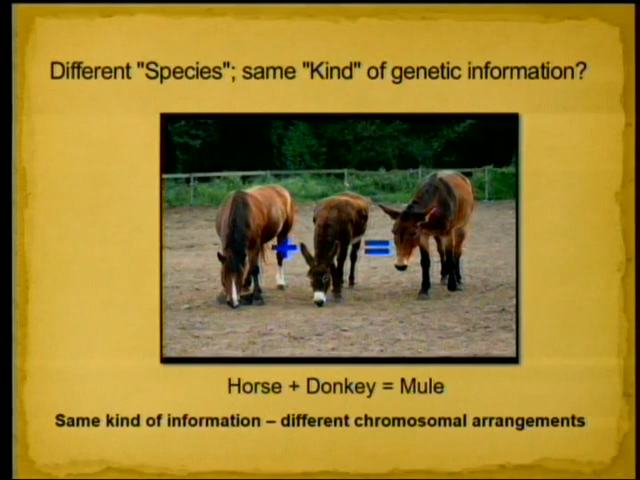 Different "Species"; same "Kind" of genetic information?
+ =
Horse + Donkey = Mule
Same kind of information – different chromosomal arrangements